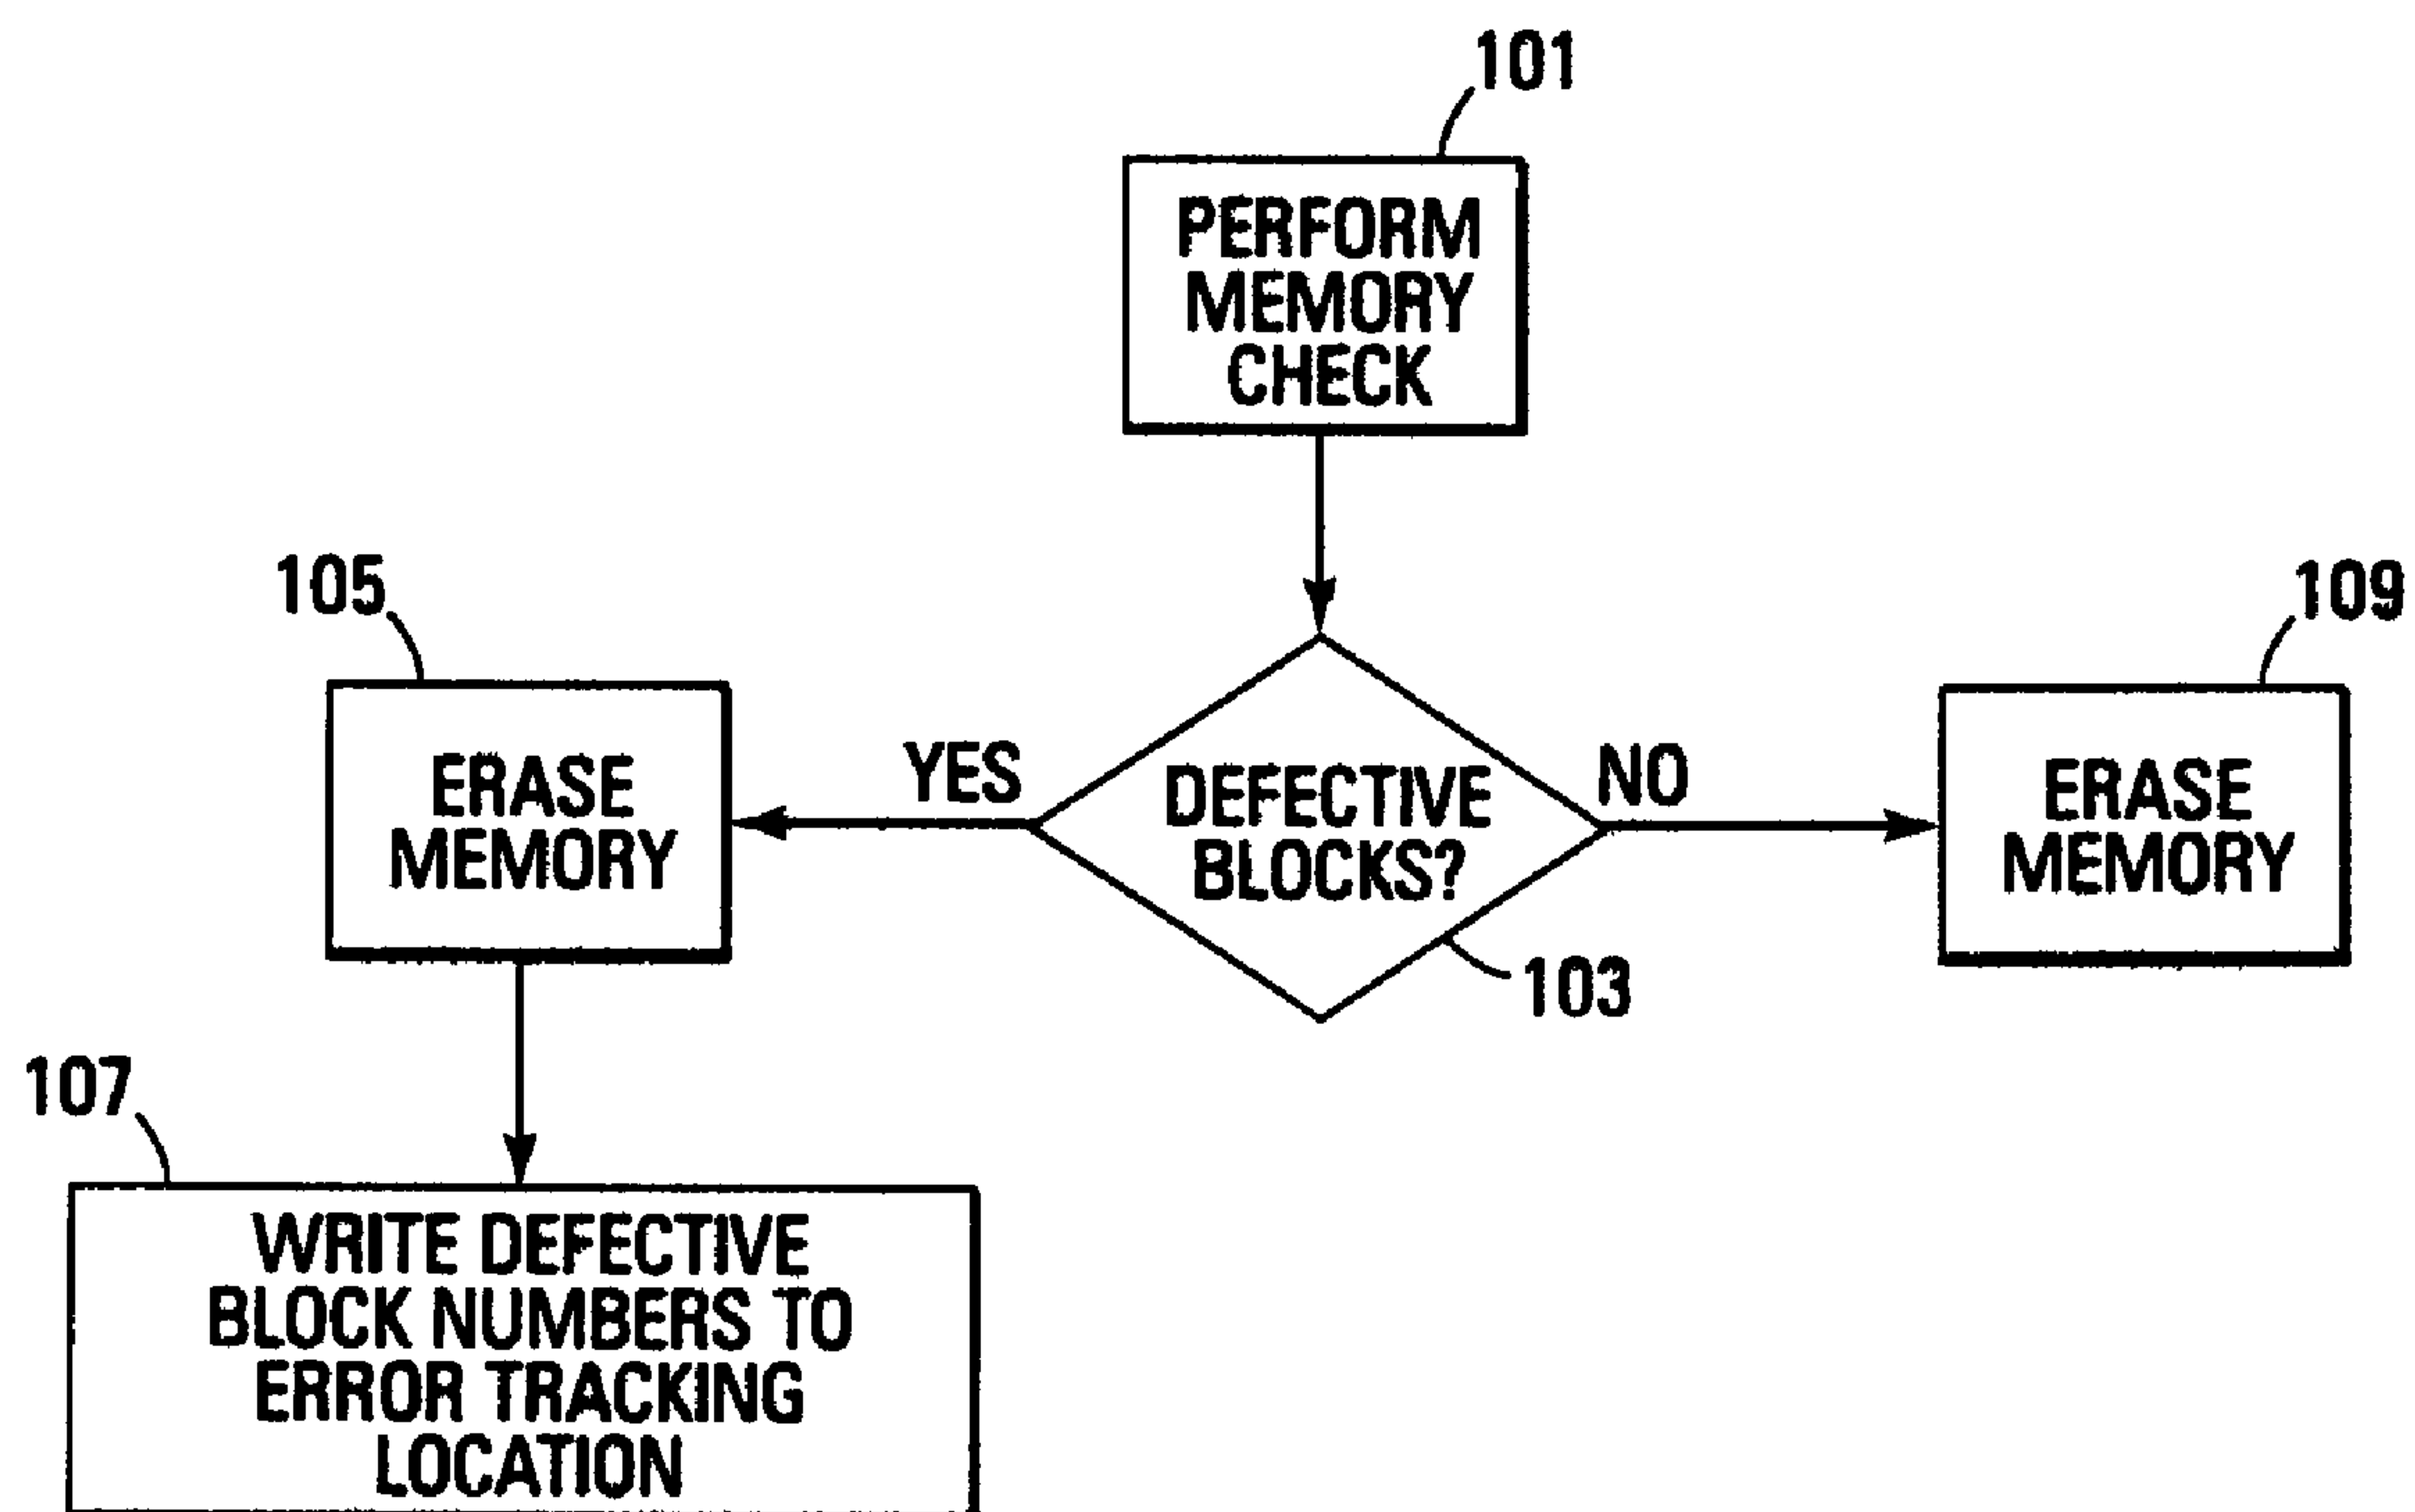 101
PERFORM
MEMORY
CHECK
105
109
YES
NO
ERASE
MEMORY
DEFECTIVE
BLOCKS?
ERASE
MEMORY
103
107
WRITE DEFECTIVE
BLOCK NUMBERS TO
ERROR TRACKING
LOCATION